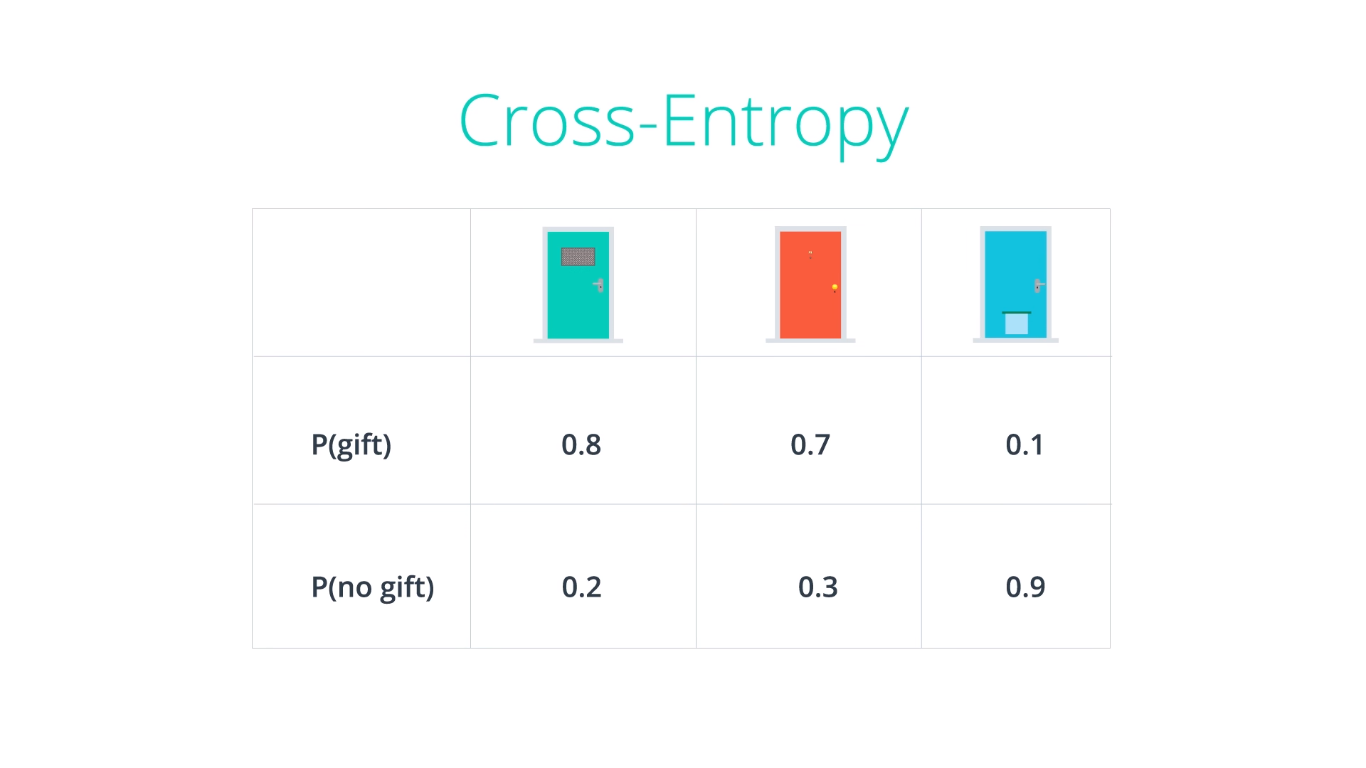 Cross-Entropy
P(gift) 0.8 0.7 0.1
P(no gift) 0.2 0.3 0.9